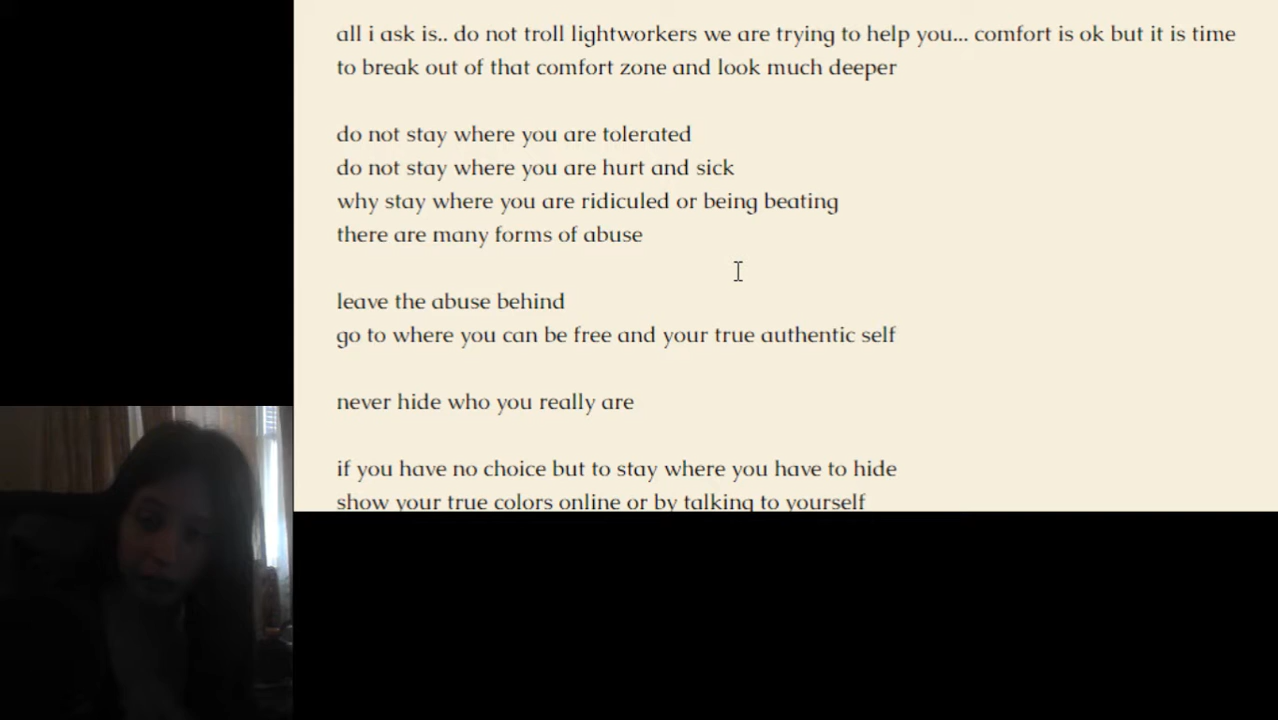 all i ask is.. do not troll lightworkers we are trying to help you... comfort is ok but it is time
to break out of that comfort zone and look much deeper
do not stay where you are tolerated
do not stay where you are hurt and sick
why stay where you are ridiculed or being beating
there are many forms of abuse
leave the abuse behind
go to where you can be free and your true authentic self
never hide who you really are
if you have no choice but to stay where you have to hide
show your true colors online or by talking to yourself